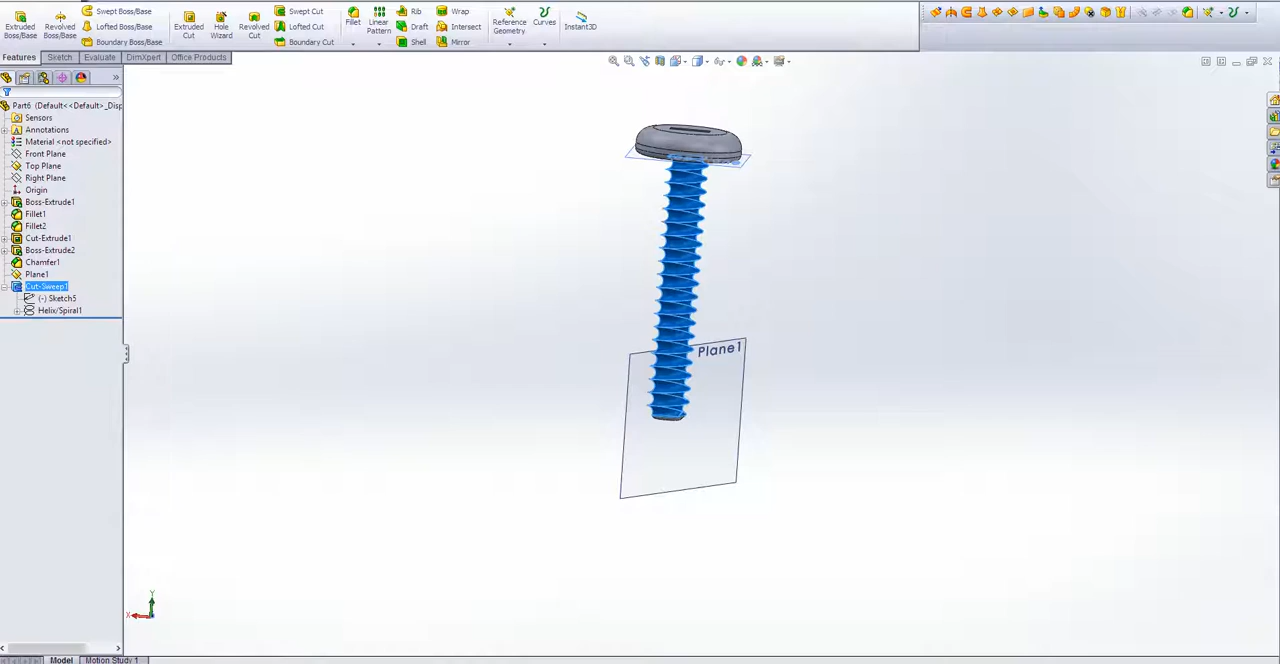 Extruded Boss/Base
Revolved Boss/Base
Swept Boss/Base
Lofted Boss/Base
Boundary Boss/Base
Extruded Cut
Hole Wizard
Revolved Cut
Swept Cut
Lofted Cut
Boundary Cut
Fillet
Linear Pattern
Rib
Draft
Shell
Wrap
Intersect
Mirror
Reference Geometry
Curves
Instant3D
Features
Sketch
Evaluate
DimXpert
Office Products
Part6 (Default<<Default>_Disp
Sensors
Annotations
Material <not specified>
Front Plane
Top Plane
Right Plane
Origin
Boss-Extrude1
Fillet1
Fillet2
Cut-Extrude1
Boss-Extrude2
Chamfer1
Plane1
Cut-Sweep1
(-) Sketch5
Helix/Spiral1
Plane1
Y
X
Model
Motion Study 1